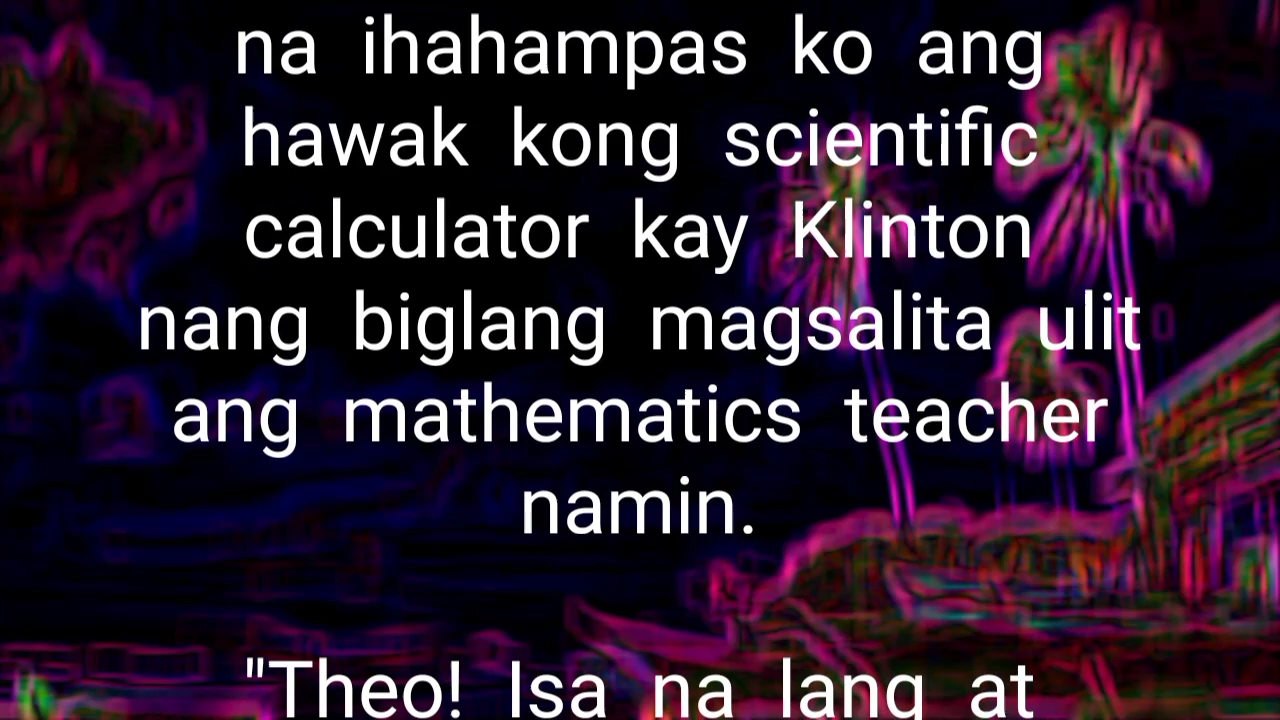 na ihahampas ko ang
hawak kong scientific
calculator kay Klinton
nang biglang magsalita ulit
ang mathematics teacher
namin.
"Theo! Isa na lang at